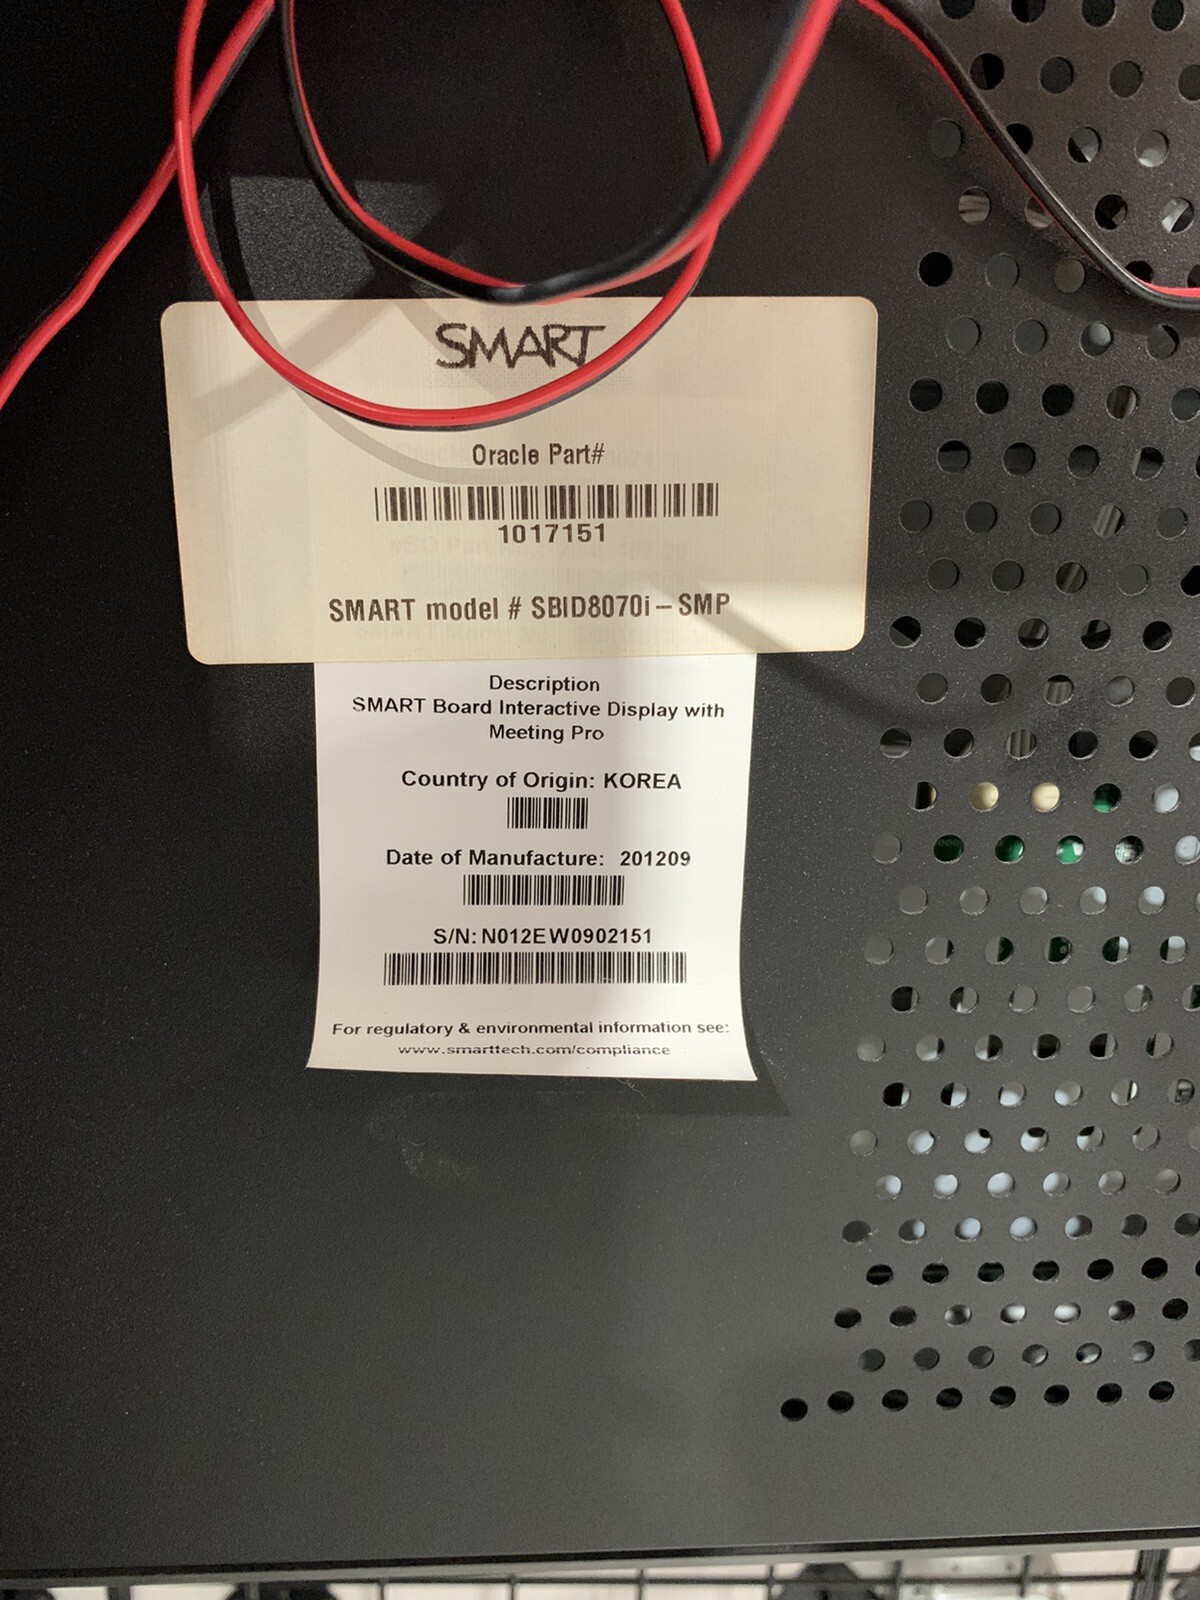 SMART
Oracle Part#
1017151
SMART model # SBID8070i – SMP
Description
SMART Board Interactive Display with
Meeting Pro
Country of Origin: KOREA
Date of Manufacture: 201209
S/N: N012EW0902151
For regulatory & environmental information see:
www.smarttech.com/compliance